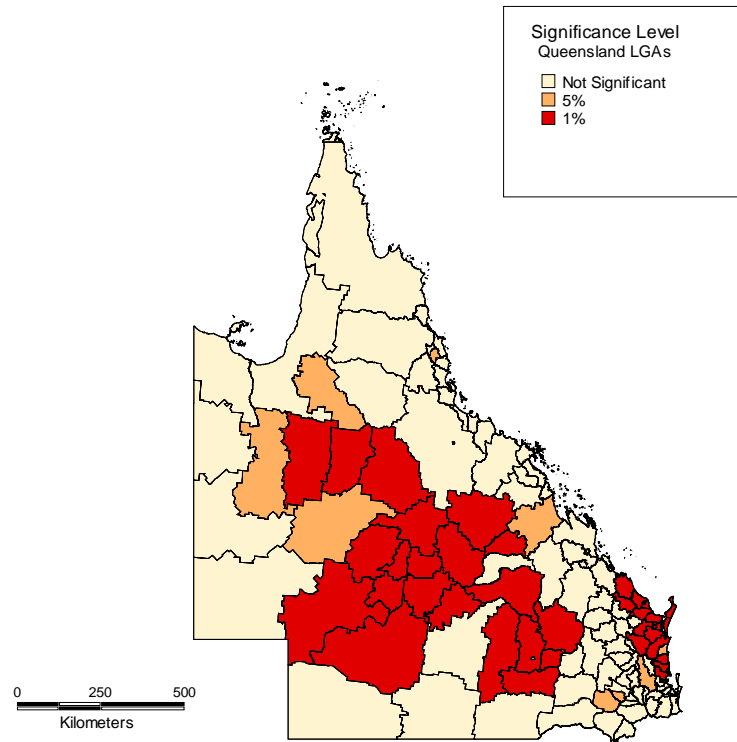 Significance Level
Queensland LGAs
Not Significant
5%
1%
0 250 500
Kilometers